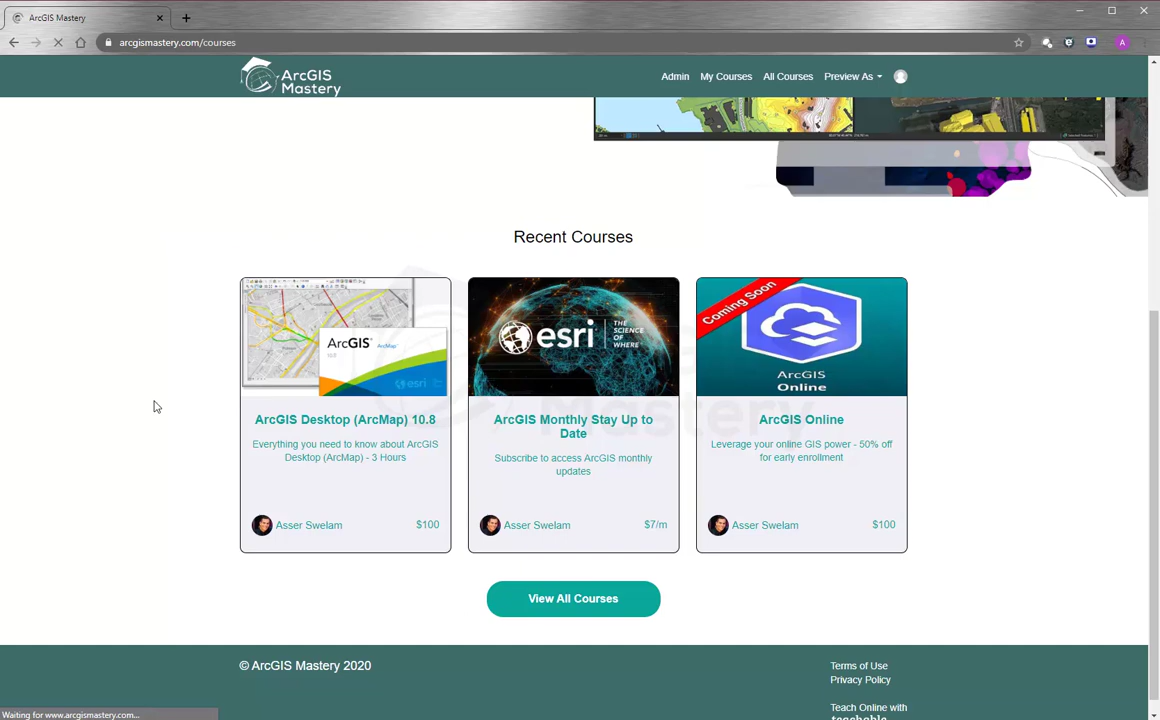 ArcGIS Mastery
arcgismastery.com/courses
A
ArcGIS
Mastery
Admin My Courses All Courses Preview As
Recent Courses
ArcGIS ArcMap
esri
esri THE SCIENCE OF WHERE
Coming Soon
ArcGIS
Online
ArcGIS Desktop (ArcMap) 10.8
Everything you need to know about ArcGIS
Desktop (ArcMap) - 3 Hours
Asser Swelam $100
ArcGIS Monthly Stay Up to
Date
Subscribe to access ArcGIS monthly
updates
Asser Swelam $7/m
ArcGIS Online
Leverage your online GIS power - 50% off
for early enrollment
Asser Swelam $100
Mastery
View All Courses
© ArcGIS Mastery 2020
Terms of Use
Privacy Policy
Teach Online with
teachable
Waiting for www.arcgismastery.com...